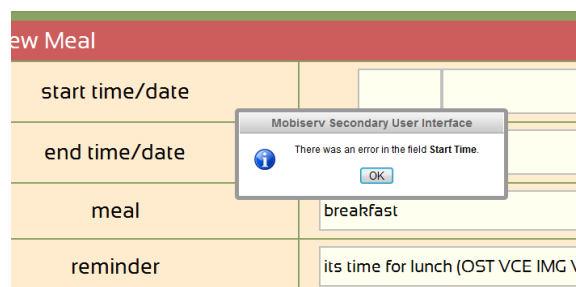 ew Meal
start time/date
Mobiserv Secondary User Interface
There was an error in the field Start Time.
OK
end time/date
meal
breakfast
reminder
its time for lunch (OST VCE IMG